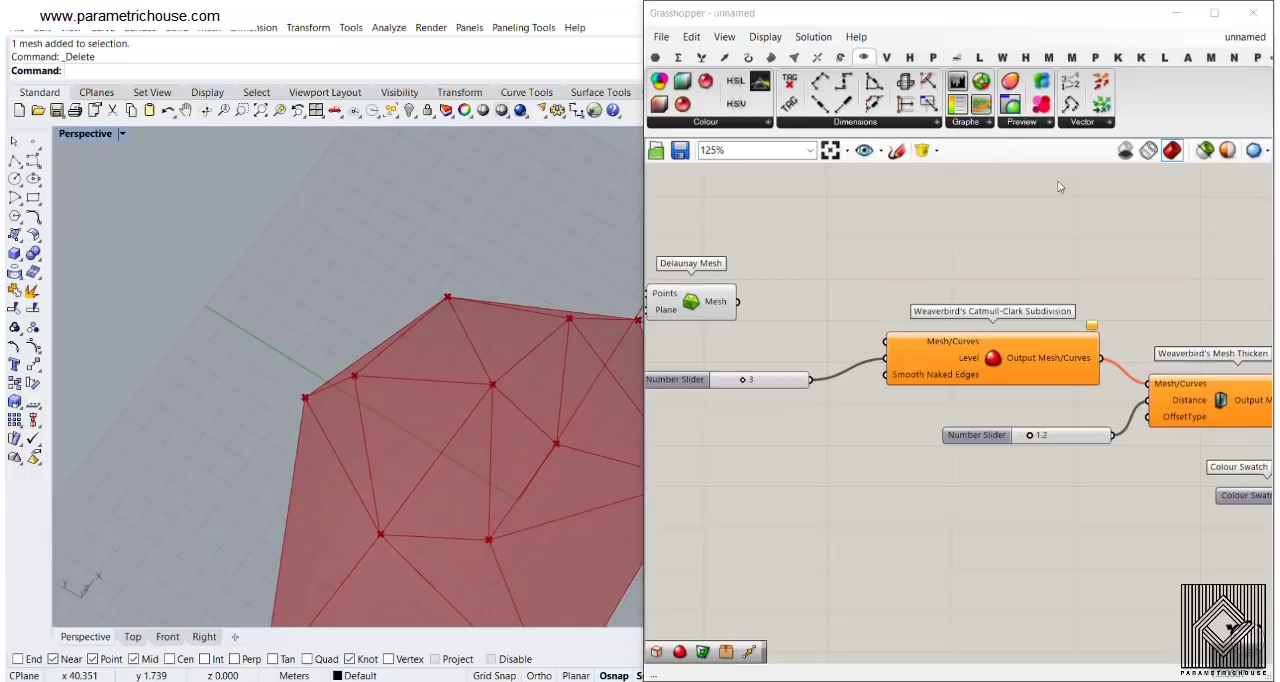 www.parametrichouse.com
Transform Tools Analyze Render Panels Paneling Tools Help
1 mesh added to selection.
Command: _Delete
Command:
Standard CPlanes Set View Display Select Viewport Layout Visibility Transform Curve Tools Surface Tools
Perspective
Perspective Top Front Right
End Near Point Mid Cen Int Perp Tan Quad Knot Vertex Project Disable
CPlane x 40.351 y 1.739 z 0.000 Meters Default Grid Snap Ortho Planar Osnap
Grasshopper - unnamed
File Edit View Display Solution Help unnamed
V H P L W H M M P K K L A M N P
HSL
TAG
HSV
TAG
Colour Dimensions Graphs Preview Vector
125%
Delaunay Mesh
Points
Plane
Mesh
Weaverbird's Catmull-Clark Subdivision
Mesh/Curves
Level
Smooth Naked Edges
Output Mesh/Curves
Number Slider 3
Weaverbird's Mesh Thicken
Mesh/Curves
Distance
OffsetType
Output M
Number Slider 1.2
Colour Swatch
Colour Swatc
PARAMETRICHOUSE
...